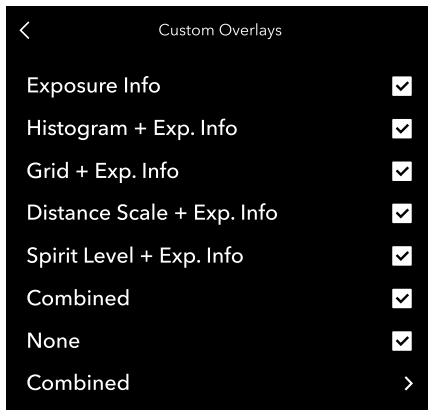 Custom Overlays
Exposure Info
Histogram + Exp. Info
Grid + Exp. Info
Distance Scale + Exp. Info
Spirit Level + Exp. Info
Combined
None
Combined